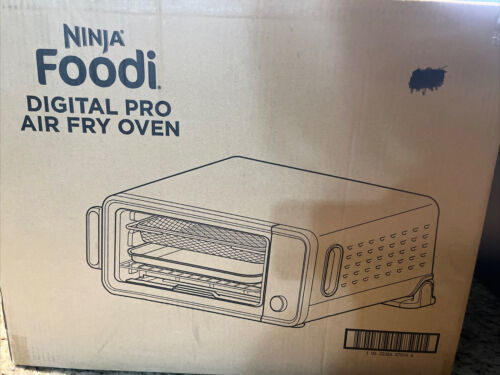 NINJA
Foodi
DIGITAL PRO
AIR FRY OVEN